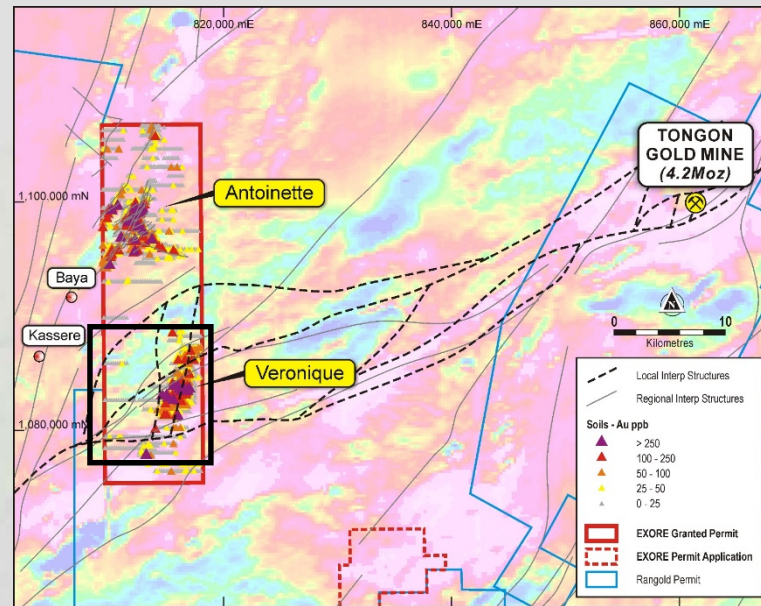 820,000 mE
840,000 mE
860,000 mE
TONGON
GOLD MINE
(4.2Moz)
1,100,000 mN
Antoinette
Baya
Kassere
Veronique
1,080,000 mN
N
0 10
Kilometres
Local Interp Structures
Regional Interp Structures
Soils - Au ppb
> 250
100 - 250
50 - 100
25 - 50
0 - 25
EXORE Granted Permit
EXORE Permit Application
Rangold Permit